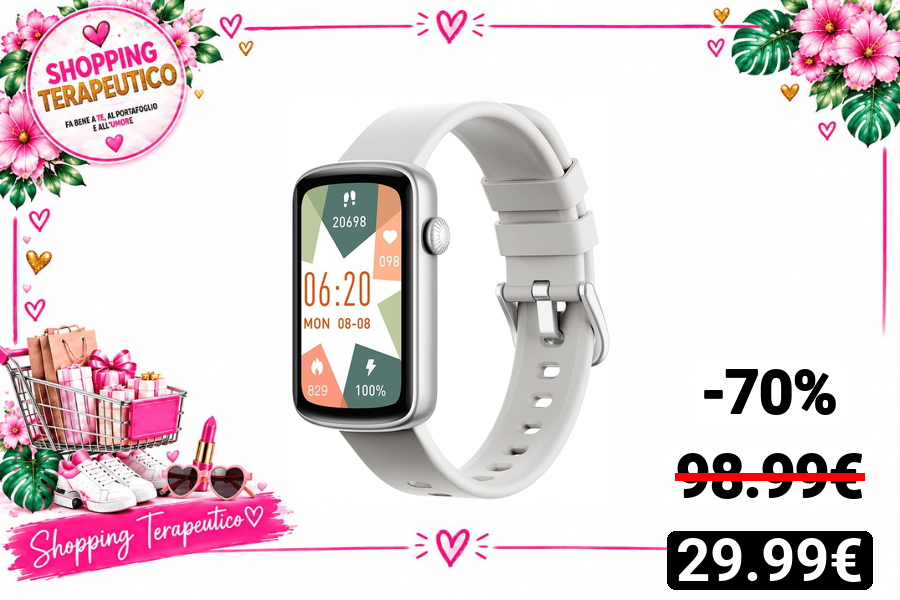 SHOPPING
TERAPEUTICO
FA BENE A TE, AL PORTAFOGLIO
E ALL'UMORE
20698
098
06:20
MON 08-08
829
100%
-70%
98.99€
29.99€
Shopping Terapeutico